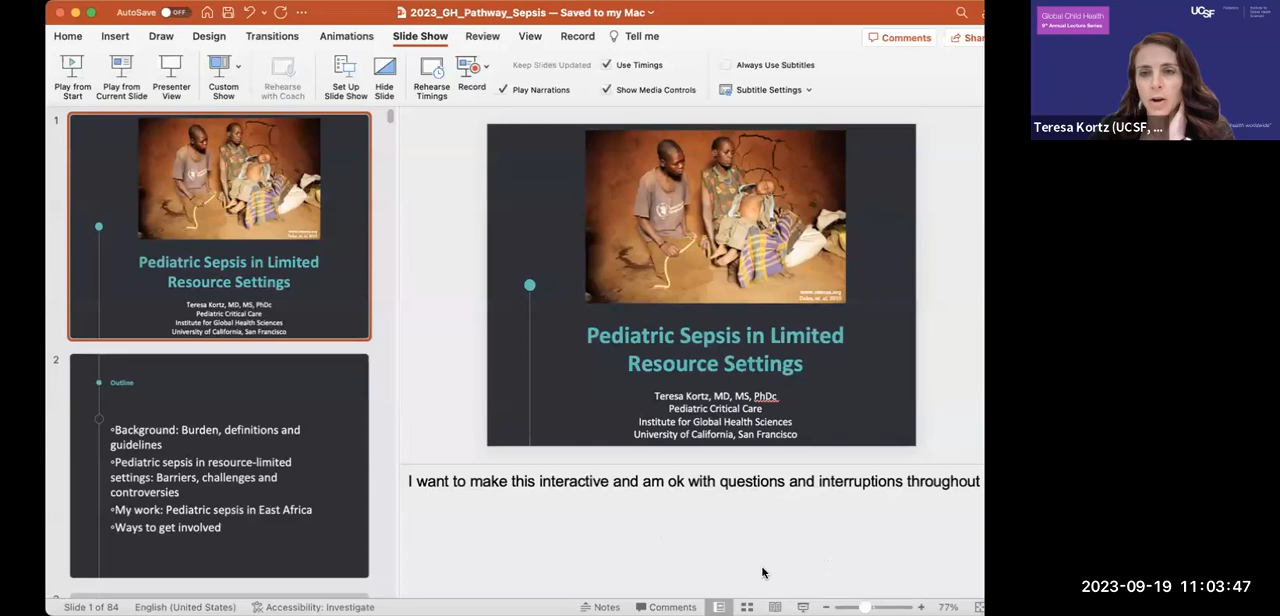 AutoSave OFF 2023_GH_Pathway_Sepsis — Saved to my Mac
Home Insert Draw Design Transitions Animations Slide Show Review View Record Tell me Comments Shar
Play from Start
Play from Current Slide
Presenter View
Custom Show
Rehearse with Coach
Set Up Slide Show
Hide Slide
Rehearse Timings
Record
Keep Slides Updated
Use Timings
Play Narrations
Show Media Controls
Always Use Subtitles
Subtitle Settings
1
Pediatric Sepsis in Limited
Resource Settings
Teresa Kortz, MD, MS, PhDc
Pediatric Critical Care
Institute for Global Health Sciences
University of California, San Francisco
2
Outline
◦Background: Burden, definitions and
guidelines
◦Pediatric sepsis in resource-limited
settings: Barriers, challenges and
controversies
◦My work: Pediatric sepsis in East Africa
◦Ways to get involved
Pediatric Sepsis in Limited
Resource Settings
Teresa Kortz, MD, MS, PhDc
Pediatric Critical Care
Institute for Global Health Sciences
University of California, San Francisco
I want to make this interactive and am ok with questions and interruptions throughout
Slide 1 of 84 English (United States) Accessibility: Investigate Notes Comments 77%
Global Child Health
9th Annual Lecture Series
UCSF
Teresa Kortz (UCSF, ...
2023-09-19 11:03:47